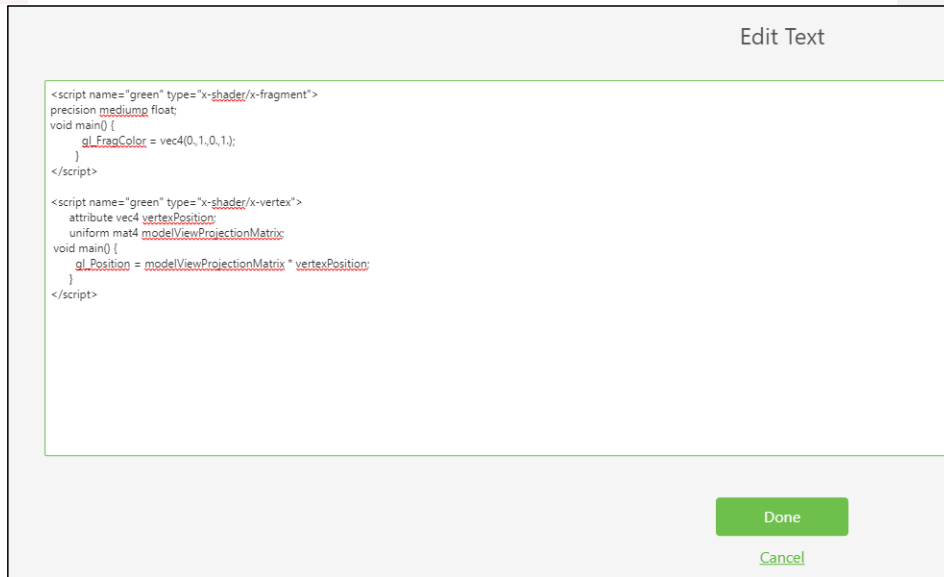 Edit Text
<script name="green" type="x-shader/x-fragment">
precision mediump float;
void main() {
gl_FragColor = vec4(0.,1.,0.,1.);
}
</script>
<script name="green" type="x-shader/x-vertex">
attribute vec4 vertexPosition;
uniform mat4 modelViewProjectionMatrix;
void main() {
gl_Position = modelViewProjectionMatrix * vertexPosition;
}
</script>
Done
Cancel